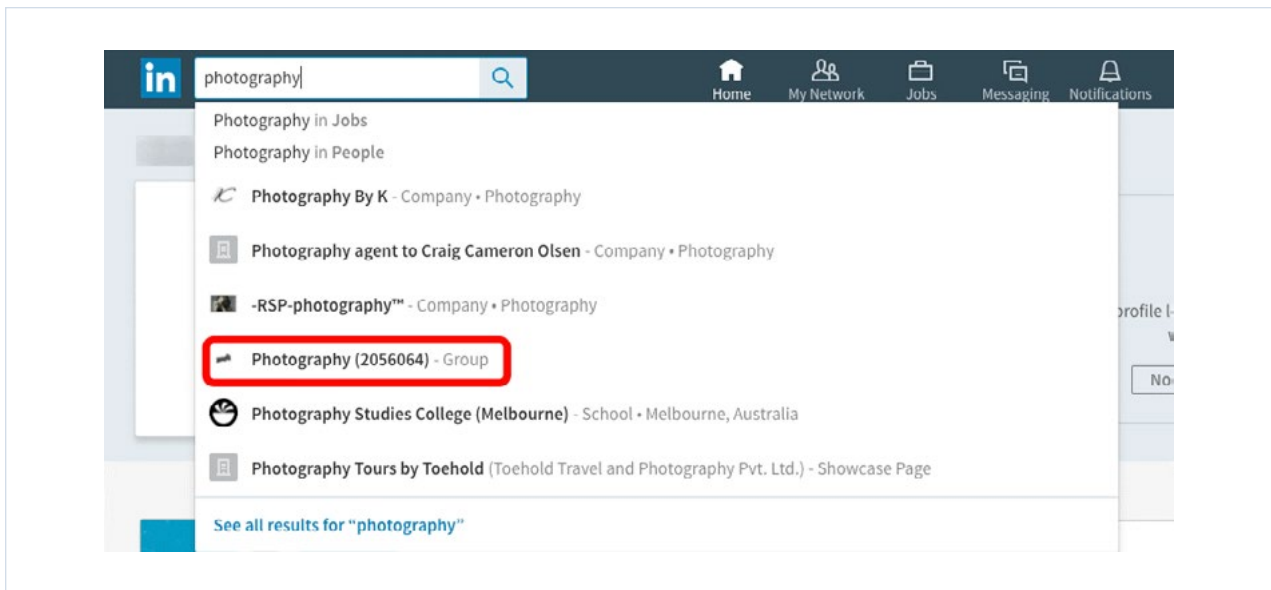 in
photography
Home
My Network
Jobs
Messaging
Notifications
Photography in Jobs
Photography in People
Photography By K - Company • Photography
Photography agent to Craig Cameron Olsen - Company • Photography
-RSP-photography™ - Company • Photography
profile l-
Photography (2056064) - Group
Photography Studies College (Melbourne) - School • Melbourne, Australia
Photography Tours by Toehold (Toehold Travel and Photography Pvt. Ltd.) - Showcase Page
See all results for “photography”